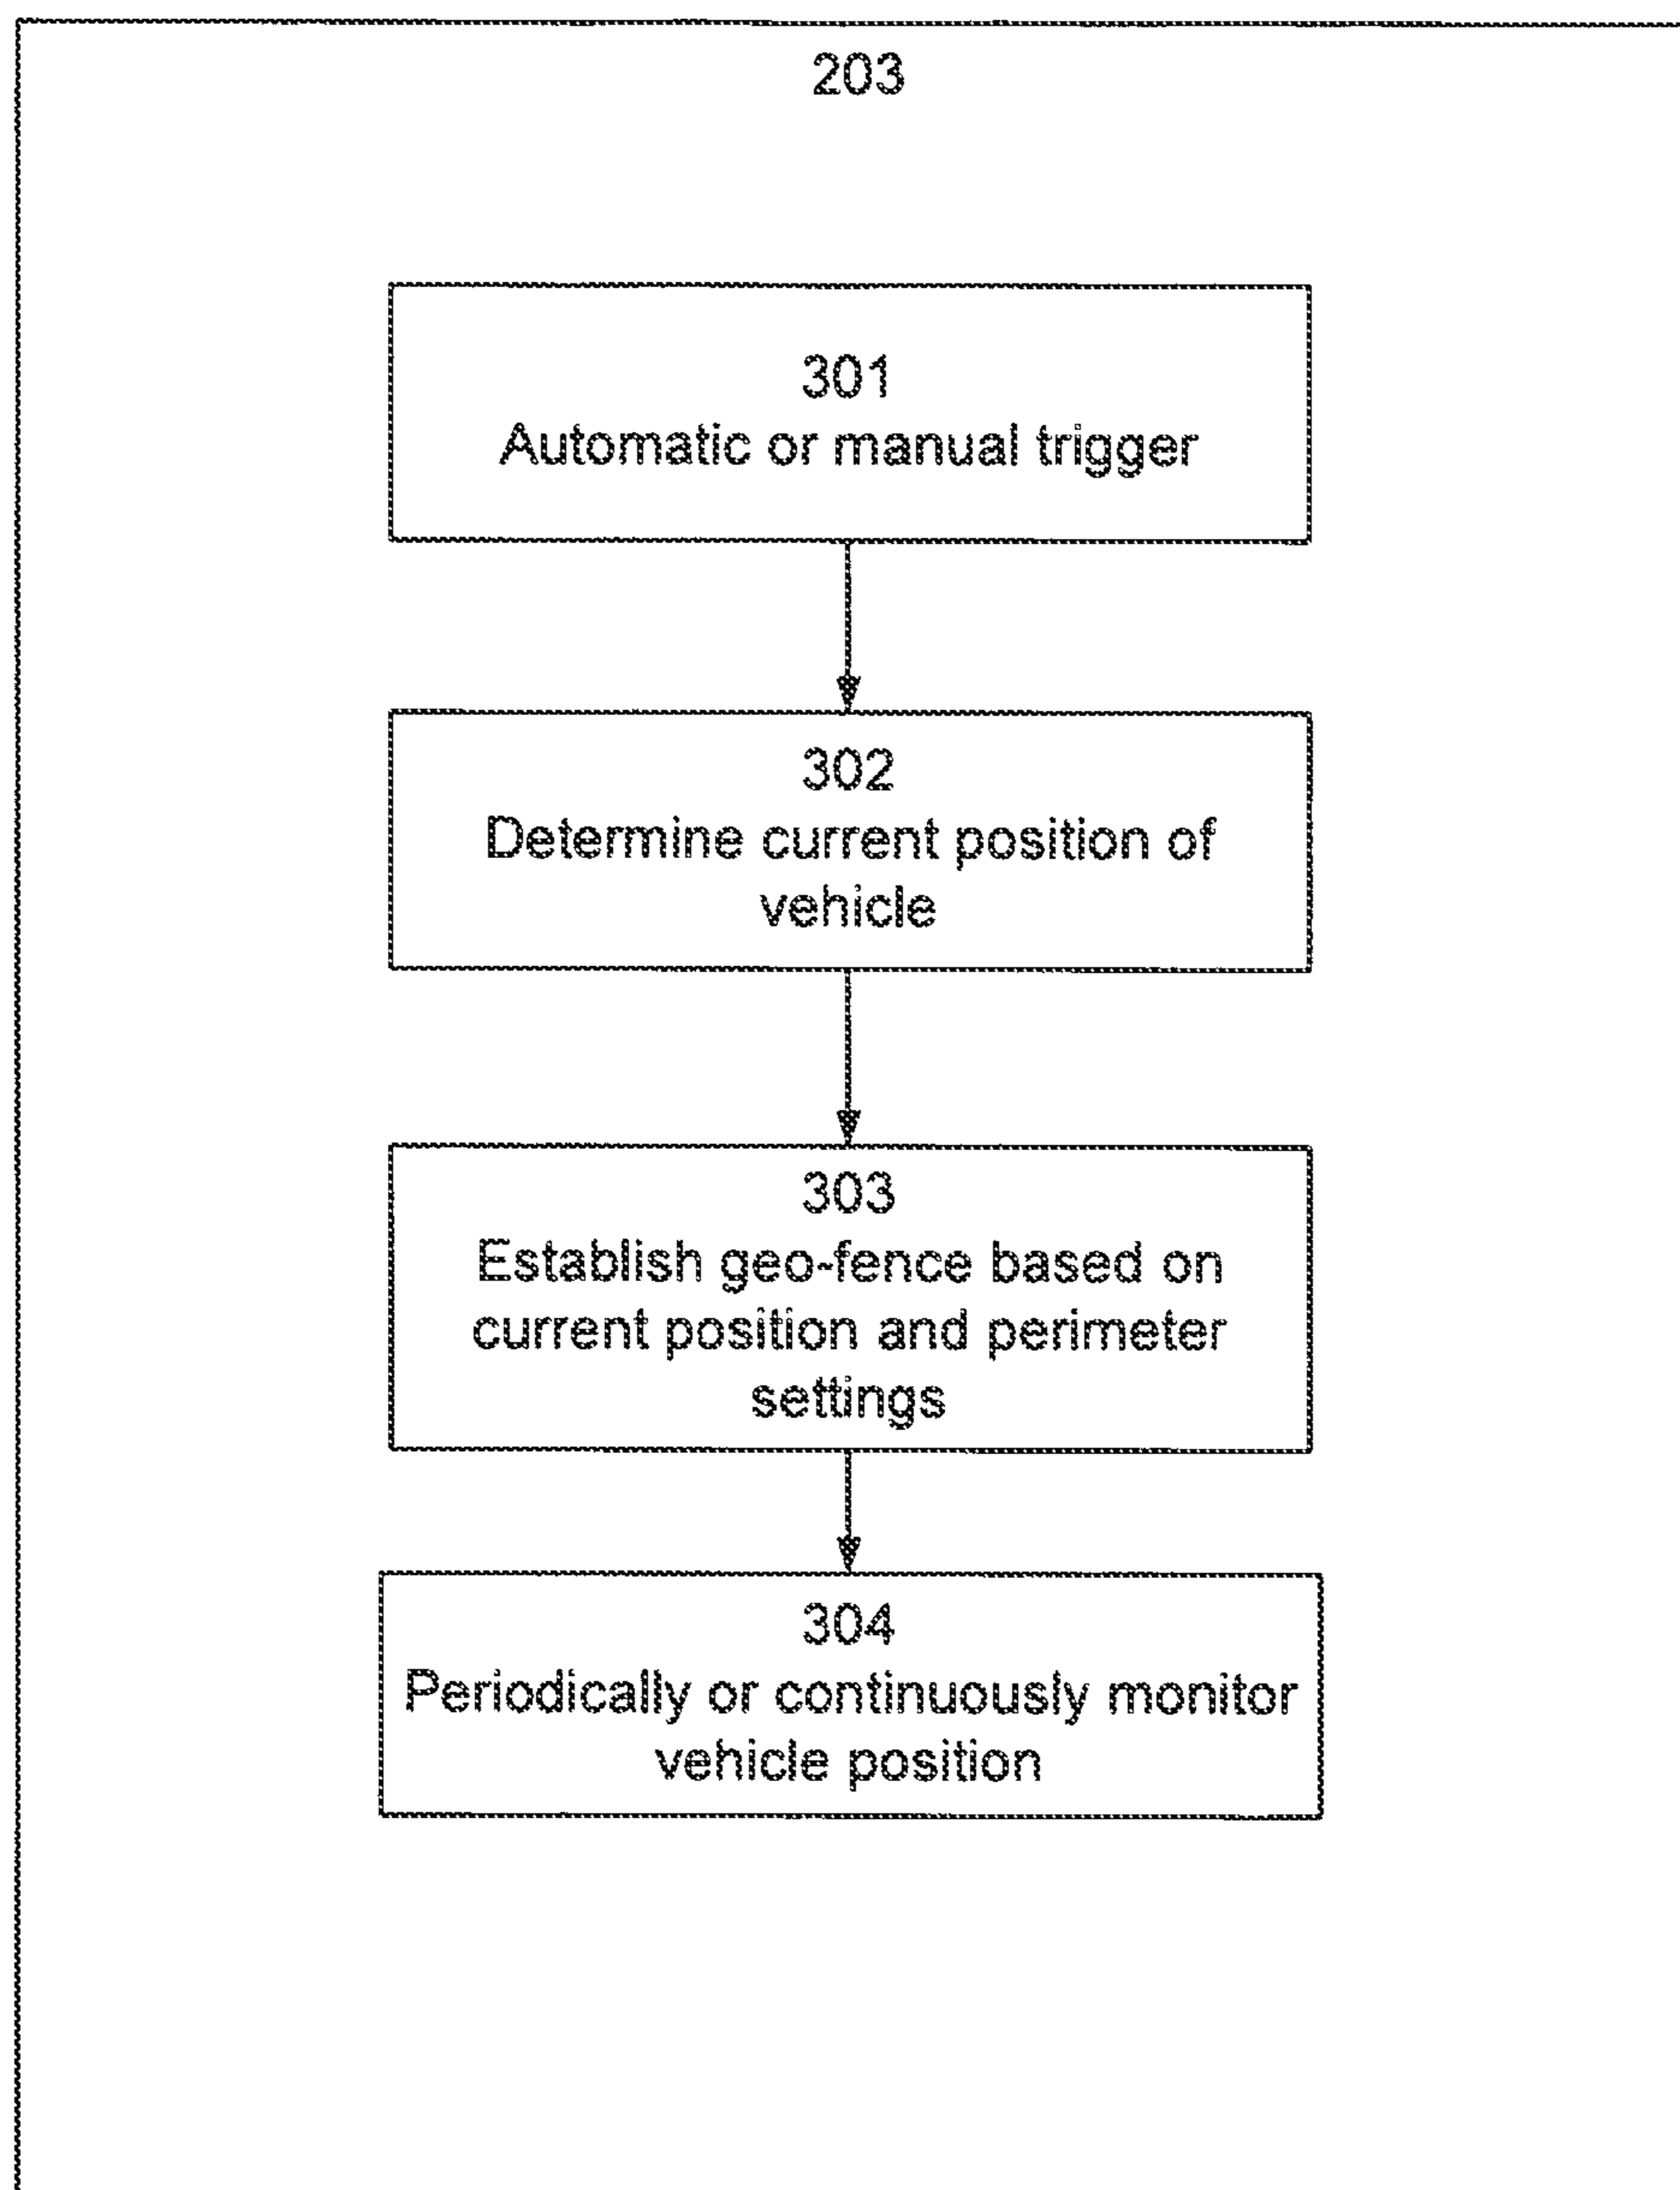 203
301
Automatic or manual trigger
302
Determine current position of
vehicle
303
Establish geo-fence based on
current position and perimeter
settings
304
Periodically or continuously monitor
vehicle position